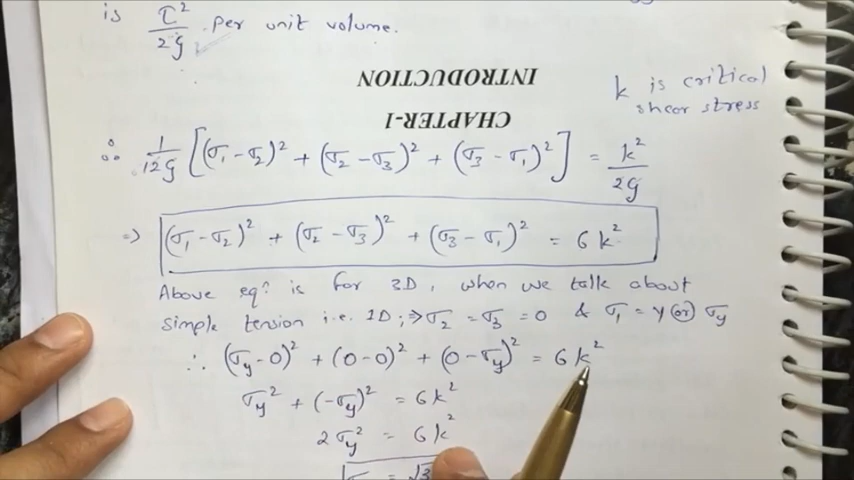 is τ²/2G per unit volume.
INTRODUCTION
CHAPTER-1
k is critical
shear stress
∴ 1/12G [(σ₁ - σ₂)² + (σ₂ - σ₃)² + (σ₃ - σ₁)²] = k²/2G
⇒ (σ₁ - σ₂)² + (σ₂ - σ₃)² + (σ₃ - σ₁)² = 6k²
Above eqⁿ is for 3D, when we talk about
simple tension i.e. 1D, ⇒ σ₂ = σ₃ = 0 & σ₁ = Y (or) σy
∴ (σy - 0)² + (0 - 0)² + (0 - σy)² = 6k²
σy² + (-σy)² = 6k²
2σy² = 6k²